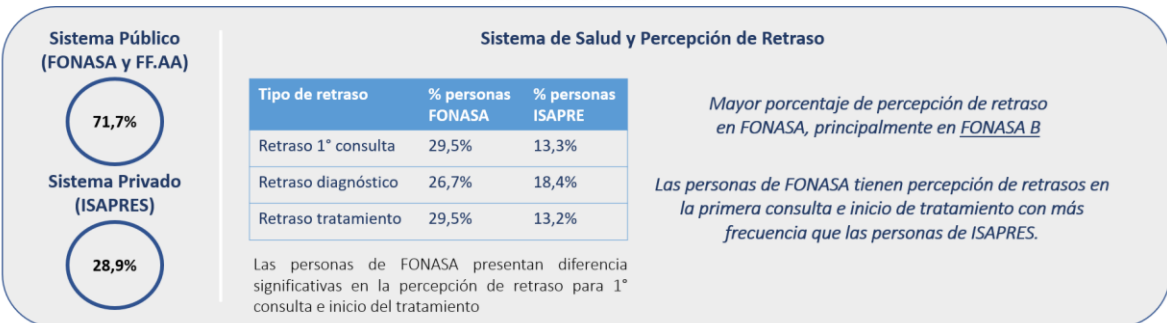 Sistema Público
(FONASA y FF.AA)
71,7%
Sistema Privado
(ISAPRES)
28,9%
Sistema de Salud y Percepción de Retraso
Tipo de retraso % personas FONASA % personas ISAPRE
Retraso 1° consulta 29,5% 13,3%
Retraso diagnóstico 26,7% 18,4%
Retraso tratamiento 29,5% 13,2%
Las personas de FONASA presentan diferencia
significativas en la percepción de retraso para 1°
consulta e inicio del tratamiento
Mayor porcentaje de percepción de retraso
en FONASA, principalmente en FONASA B
Las personas de FONASA tienen percepción de retrasos en
la primera consulta e inicio de tratamiento con más
frecuencia que las personas de ISAPRES.